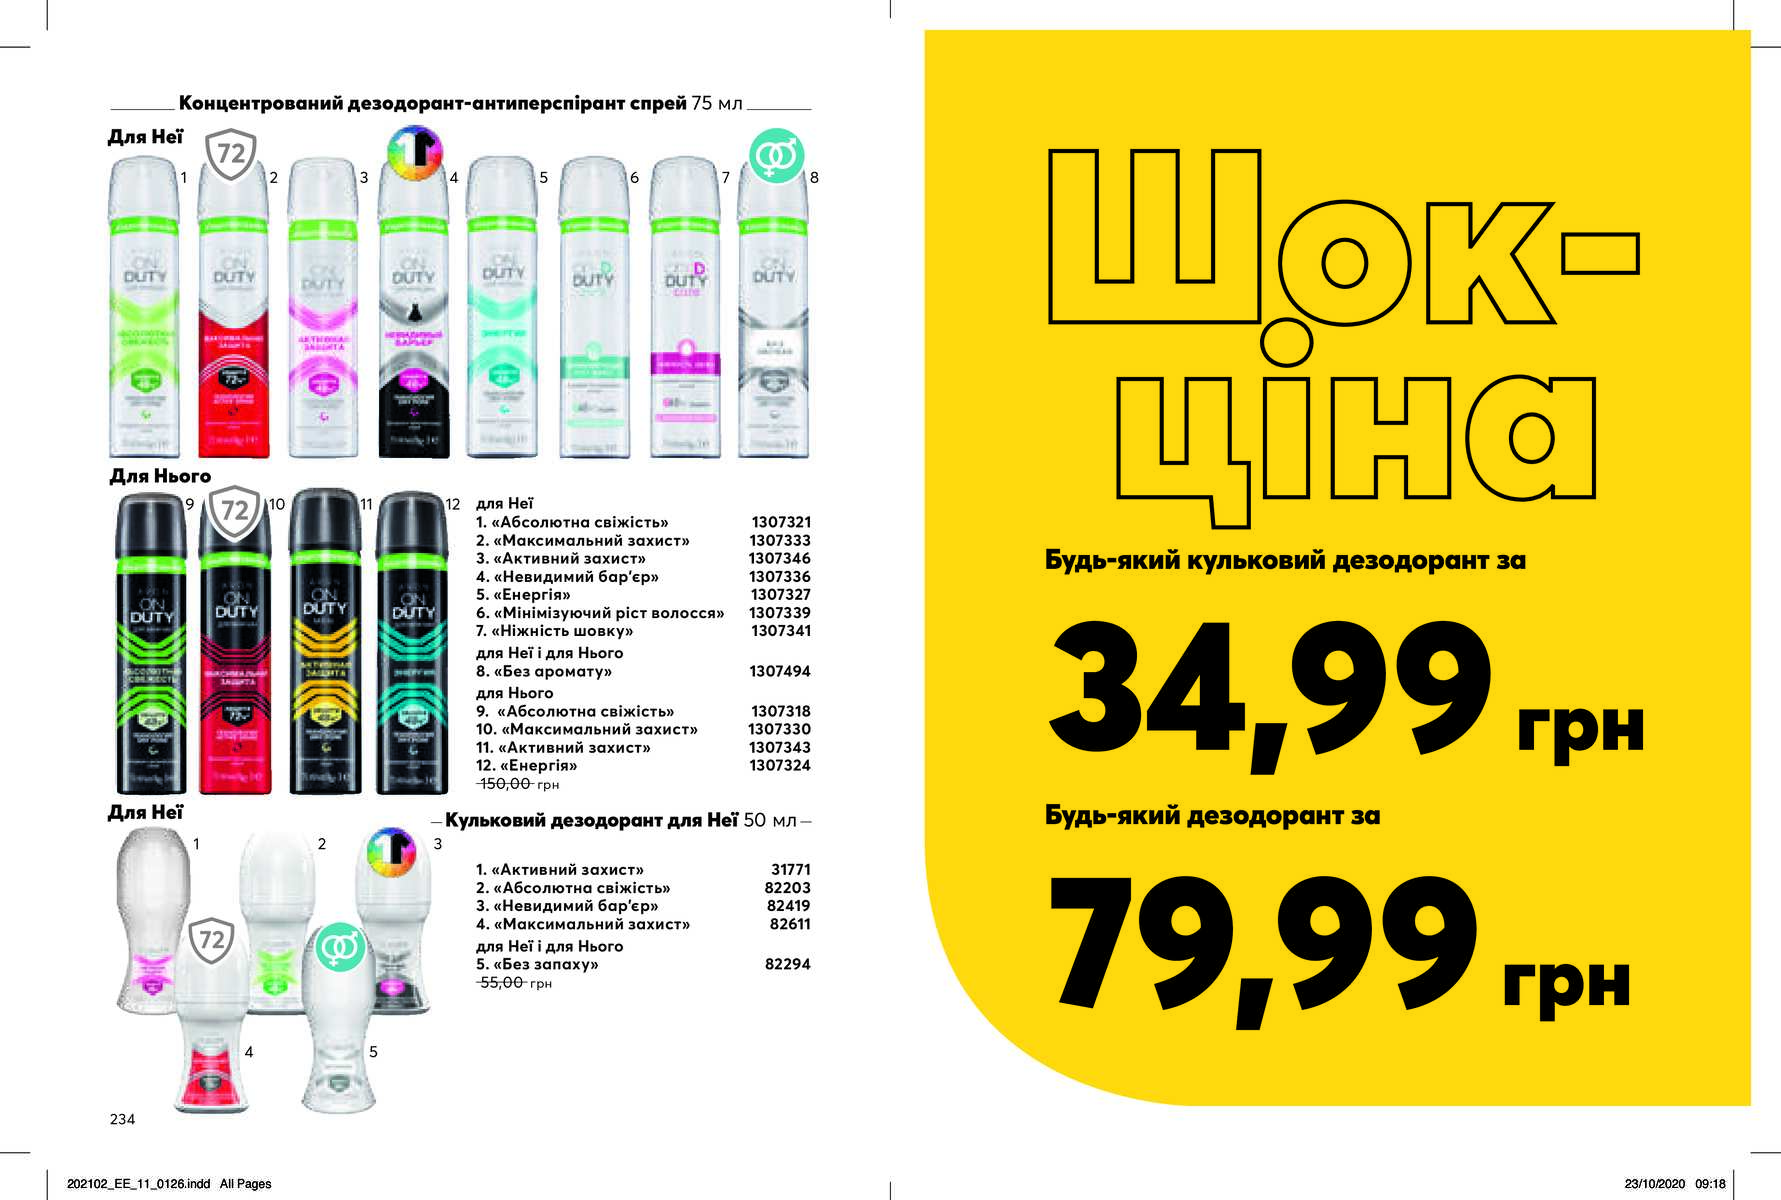 Концентрований дезодорант-антиперспірант спрей 75 мл
Для Неї
72
1
2
3
4
5
6
7
8
ON DUTY
Для Нього
72
9
10
11
12
для Неї
1. «Абсолютна свіжість» 1307321
2. «Максимальний захист» 1307333
3. «Активний захист» 1307346
4. «Невидимий бар’єр» 1307336
5. «Енергія» 1307327
6. «Мінімізуючий ріст волосся» 1307339
7. «Ніжність шовку» 1307341
для Неї і для Нього
8. «Без аромату» 1307494
для Нього
9. «Абсолютна свіжість» 1307318
10. «Максимальний захист» 1307330
11. «Активний захист» 1307343
12. «Енергія» 1307324
150,00 грн
Для Неї
Кульковий дезодорант для Неї 50 мл
1
2
3
72
4
5
1. «Активний захист» 31771
2. «Абсолютна свіжість» 82203
3. «Невидимий бар’єр» 82419
4. «Максимальний захист» 82611
для Неї і для Нього
5. «Без запаху» 82294
55,00 грн
234
Шок-
ціна
Будь-який кульковий дезодорант за
34,99 грн
Будь-який дезодорант за
79,99 грн
202102_EE_11_0126.indd All Pages
23/10/2020 09:18